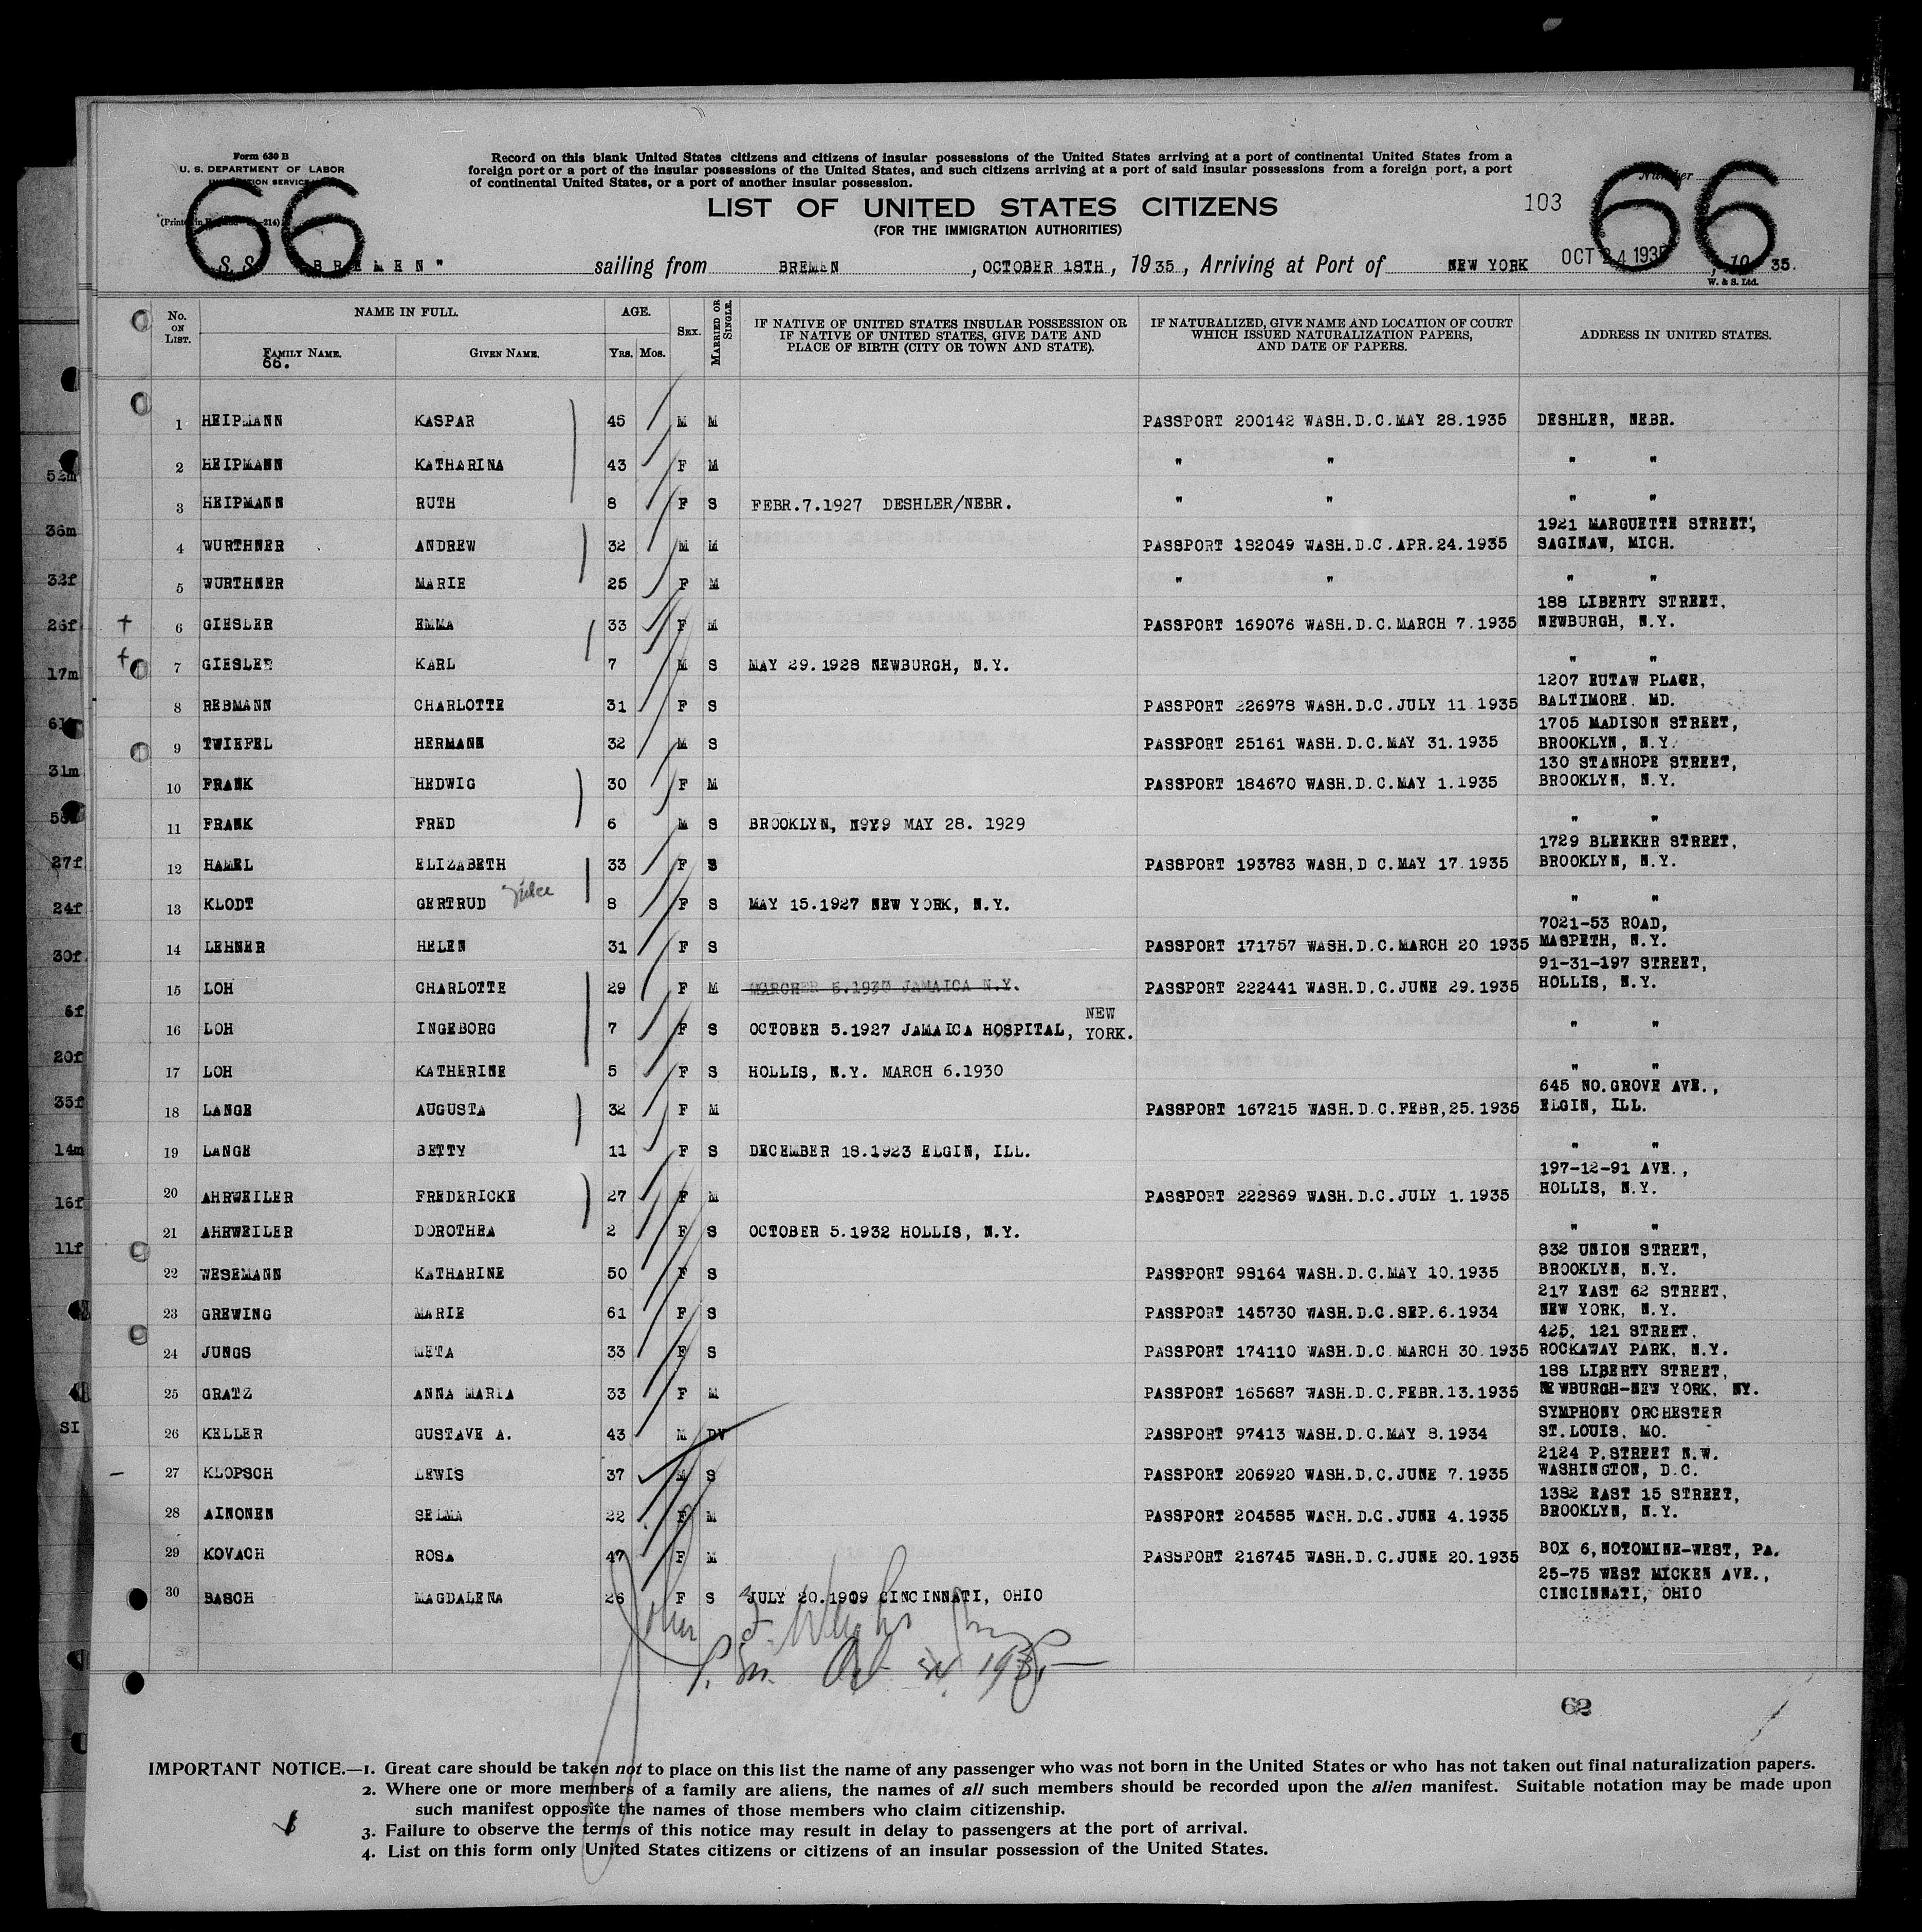 Form 630 B
U. S. DEPARTMENT OF LABOR
IMMIGRATION SERVICE
Record on this blank United States citizens and citizens of insular possessions of the United States arriving at a port of continental United States from a
foreign port or a port of the insular possessions of the United States, and such citizens arriving at a port of said insular possessions from a foreign port, a port
of continental United States, or a port of another insular possession.
66
66
Number
103
LIST OF UNITED STATES CITIZENS
(FOR THE IMMIGRATION AUTHORITIES)
S.S. BREMEN" sailing from BREMEN, OCTOBER 18TH, 1935, Arriving at Port of NEW YORK OCT 24 1935, 1935.
W. & S. Ltd.
No. ON LIST. NAME IN FULL. AGE. SEX. MARRIED OR SINGLE. IF NATIVE OF UNITED STATES INSULAR POSSESSION OR IF NATIVE OF UNITED STATES, GIVE DATE AND PLACE OF BIRTH (CITY OR TOWN AND STATE). IF NATURALIZED, GIVE NAME AND LOCATION OF COURT WHICH ISSUED NATURALIZATION PAPERS, AND DATE OF PAPERS. ADDRESS IN UNITED STATES.
FAMILY NAME. GIVEN NAME. YRS. MOS.
66.
1 HEIPMANN KASPAR 45 M M PASSPORT 200142 WASH.D.C.MAY 28.1935 DESHLER, NEBR.
2 HEIPMANN KATHARINA 43 F M " " " "
3 HEIPMANN RUTH 8 F S FEBR.7.1927 DESHLER/NEBR. " " " "
1921 MARGUETTE STREET,
4 WURTHNER ANDREW 32 M M PASSPORT 182049 WASH.D.C.APR.24.1935 SAGINAW, MICH.
5 WURTHNER MARIE 25 F M " " " "
188 LIBERTY STREET,
6 GIESLER EMMA 33 F M PASSPORT 169076 WASH.D.C.MARCH 7.1935 NEWBURGH, N.Y.
7 GIESLER KARL 7 M S MAY 29.1928 NEWBURGH, N.Y. " "
1207 EUTAW PLACE,
8 REBMANN CHARLOTTE 31 F S PASSPORT 226978 WASH.D.C.JULY 11.1935 BALTIMORE. MD.
1705 MADISON STREET,
9 TWIEFEL HERMANN 32 M S PASSPORT 25161 WASH.D.C.MAY 31.1935 BROOKLYN, N.Y.
130 STANHOPE STREET,
10 FRANK HEDWIG 30 F M PASSPORT 184670 WASH.D.C.MAY 1.1935 BROOKLYN, N.Y.
11 FRANK FRED 6 M S BROOKLYN, N9Y9 MAY 28. 1929 " "
1729 BLEEKER STREET,
12 HAMEL ELIZABETH 33 F S PASSPORT 193783 WASH,D C.MAY 17.1935 BROOKLYN, N.Y.
13 KLODT GERTRUD 8 F S MAY 15.1927 NEW YORK, N.Y. " "
7021-53 ROAD,
14 LEHNER HELEN 31 F S PASSPORT 171757 WASH.D.C.MARCH 20 1935 MASPETH, N.Y.
91-31-197 STREET,
15 LOH CHARLOTTE 29 F M MARCHER 5.1930 JAMAICA N.Y. PASSPORT 222441 WASH.D.C.JUNE 29.1935 HOLLIS, N.Y.
16 LOH INGEBORG 7 F S OCTOBER 5.1927 JAMAICA HOSPITAL, NEW YORK. " "
17 LOH KATHERINE 5 F S HOLLIS, N.Y. MARCH 6.1930 " "
645 NO.GROVE AVE.,
18 LANGE AUGUSTA 32 F M PASSPORT 167215 WASH.D.C.FEBR,25.1935 ELGIN, ILL.
19 LANGE BETTY 11 F S DECEMBER 18.1923 ELGIN, ILL. " "
197-12-91 AVE.,
20 AHRWEILER FREDERICKE 27 F M PASSPORT 222869 WASH.D.C.JULY 1.1935 HOLLIS, N.Y.
21 AHRWEILER DOROTHEA 2 F S OCTOBER 5.1932 HOLLIS, N.Y. " "
832 UNION STREET,
22 WESEMANN KATHARINE 50 F S PASSPORT 98164 WASH.D.C.MAY 10.1935 BROOKLYN, N.Y.
217 EAST 62 STREET,
23 GREWING MARIE 61 F S PASSPORT 145730 WASH.D.C.SEP.6.1934 NEW YORK, N.Y.
425, 121 STREET,
24 JUNGS META 33 F S PASSPORT 174110 WASH.D.C.MARCH 30.1935 ROCKAWAY PARK, N.Y.
188 LIBERTY STREET,
25 GRATZ ANNA MARIA 33 F M PASSPORT 165687 WASH.D.C.FEBR.13.1935 NEWBURGH-NEW YORK, NY.
SYMPHONY ORCHESTER
26 KELLER GUSTAVE A. 43 M DV PASSPORT 97413 WASH.D.C.MAY 8.1934 ST.LOUIS, MO.
2124 P.STREET N.W.
27 KLOPSCH LEWIS 37 M S PASSPORT 206920 WASH.D.C.JUNE 7.1935 WASHINGTON, D.C.
1382 EAST 15 STREET,
28 AINONEN SELMA 22 F M PASSPORT 204585 WASH.D.C.JUNE 4.1935 BROOKLYN, N.Y.
29 KOVACH ROSA 47 F M PASSPORT 216745 WASH.D.C.JUNE 20.1935 BOX 6,NOTOMINE-WEST, PA.
25-75 WEST MICKEN AVE.,
30 BASCH MAGDALENA 26 F S JULY 20.1909 CINCINNATI, OHIO CINCINNATI, OHIO
62
IMPORTANT NOTICE.—1. Great care should be taken not to place on this list the name of any passenger who was not born in the United States or who has not taken out final naturalization papers.
2. Where one or more members of a family are aliens, the names of all such members should be recorded upon the alien manifest. Suitable notation may be made upon
such manifest opposite the names of those members who claim citizenship.
3. Failure to observe the terms of this notice may result in delay to passengers at the port of arrival.
4. List on this form only United States citizens or citizens of an insular possession of the United States.
52m
36m
32f
26f
17m
31m
27f
24f
30f
6f
20f
35f
14m
16f
11f
SI